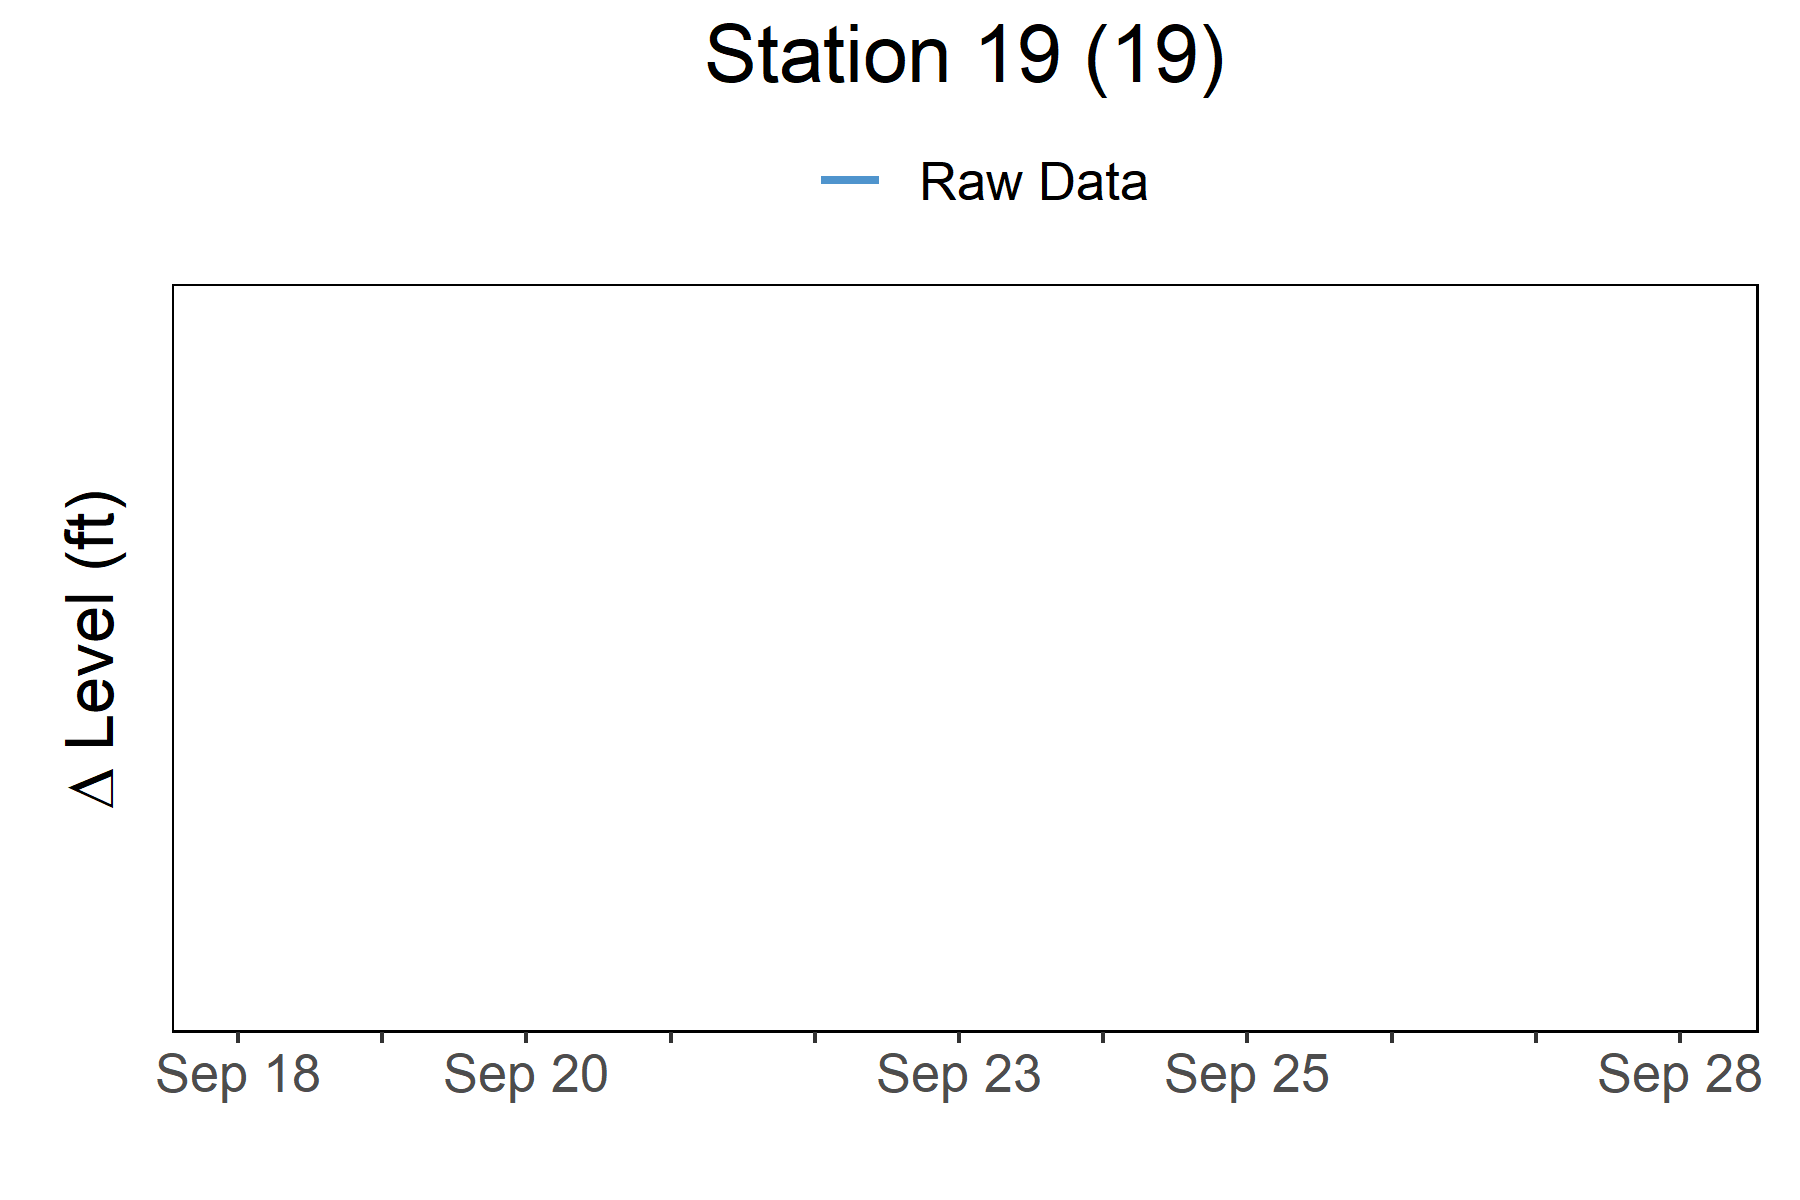 Station 19 (19)
Raw Data
Δ Level (ft)
Sep 18 Sep 20 Sep 23 Sep 25 Sep 28